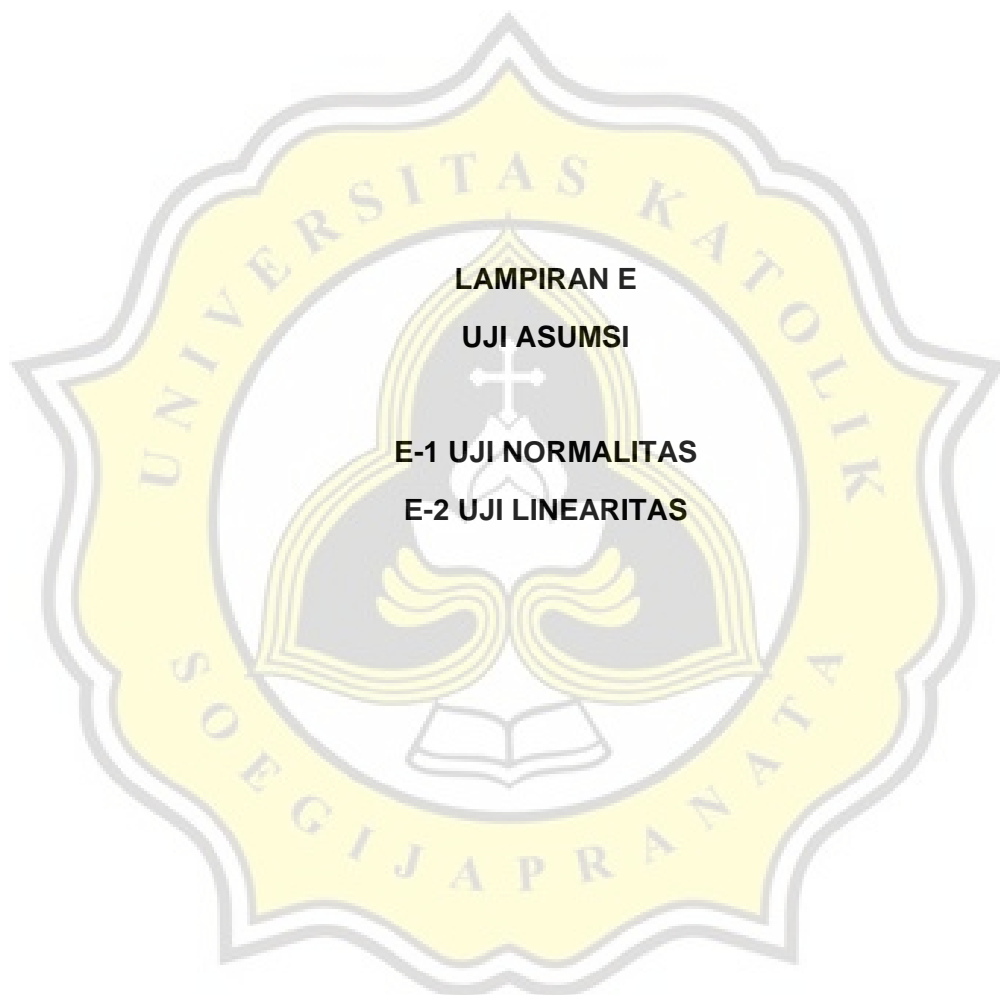 LAMPIRAN E
UJI ASUMSI
E-1 UJI NORMALITAS
E-2 UJI LINEARITAS
UNIVERSITAS KATOLIK
SOEGIJAPRANATA